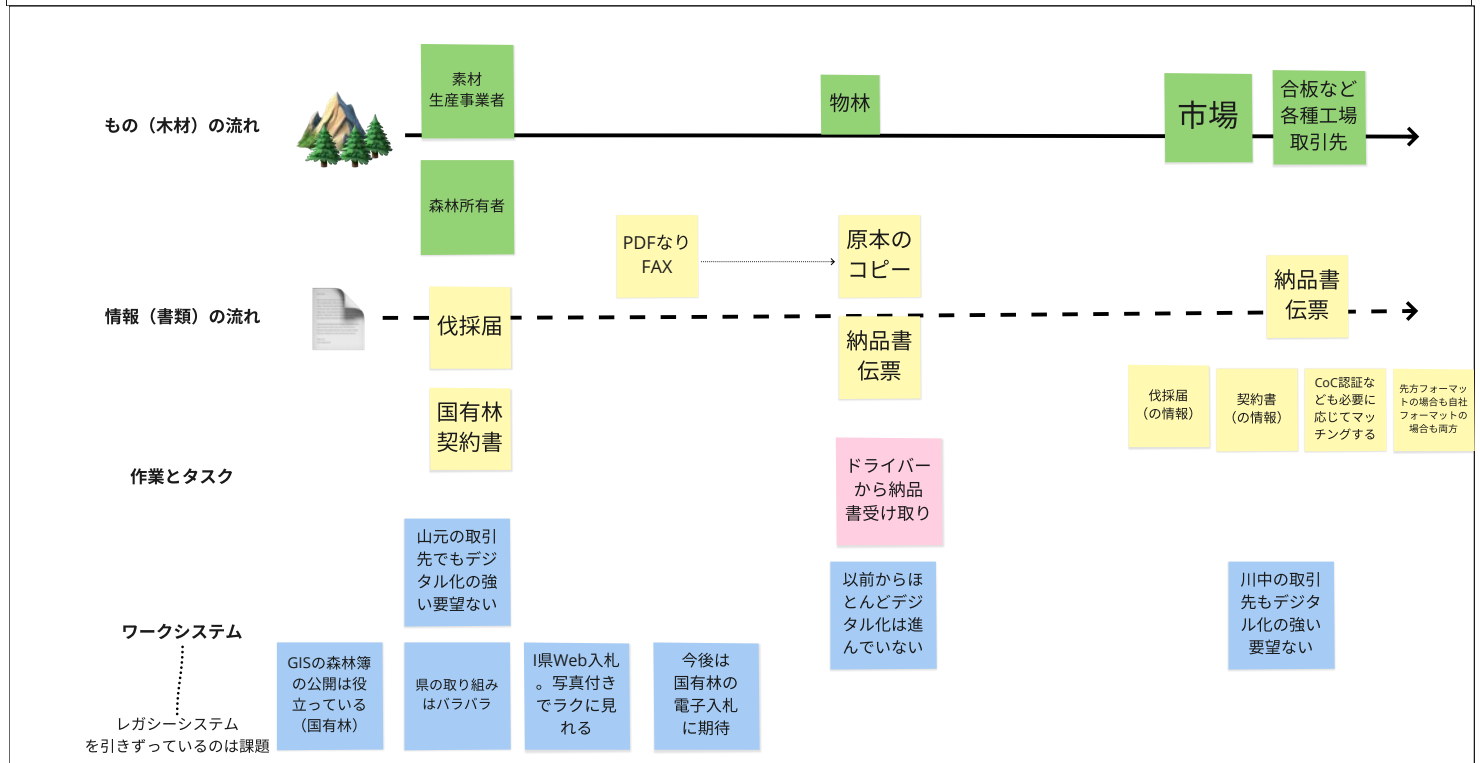 もの（木材）の流れ
素材
生産事業者
森林所有者
物林
市場
合板など
各種工場
取引先
情報（書類）の流れ
伐採届
国有林
契約書
PDFなり
FAX
原本の
コピー
納品書
伝票
納品書
伝票
伐採届
（の情報）
契約書
（の情報）
CoC認証な
ども必要に
応じてマッ
チングする
先方フォーマッ
トの場合も自社
フォーマットの
場合も両方
作業とタスク
ドライバー
から納品
書受け取り
ワークシステム
レガシーシステム
を引きずっているのは課題
山元の取引
先でもデジ
タル化の強
い要望ない
以前からほ
とんどデジ
タル化は進
んでいない
川中の取引
先もデジタ
ル化の強い
要望ない
GISの森林簿
の公開は役
立っている
（国有林）
県の取り組み
はバラバラ
I県Web入札
。写真付き
でラクに見
れる
今後は
国有林の
電子入札
に期待